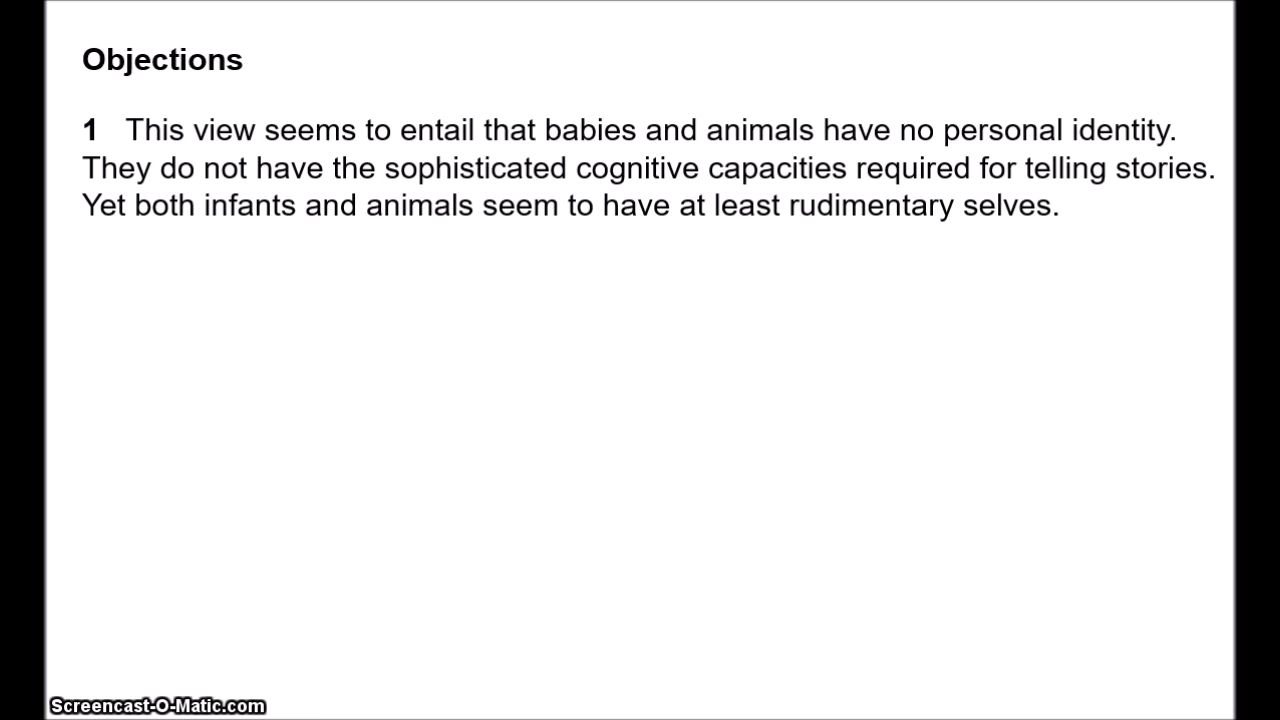 Objections
1 This view seems to entail that babies and animals have no personal identity.
They do not have the sophisticated cognitive capacities required for telling stories.
Yet both infants and animals seem to have at least rudimentary selves.
Screencast-O-Matic.com